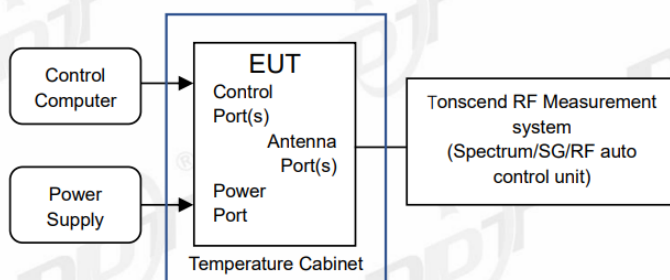 Control
Computer
EUT
Control
Port(s)
Antenna
Port(s)
Power
Port
Power
Supply
Temperature Cabinet
Tonscend RF Measurement
system
(Spectrum/SG/RF auto
control unit)